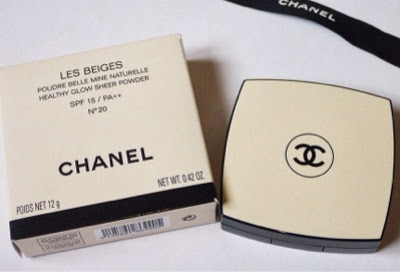 CHANEL
LES BEIGES
POUDRE BELLE MINE NATURELLE
HEALTHY GLOW SHEER POWDER
SPF 15 / PA++
N°20
CHANEL
POIDS NET 12 g
NET WT. 0.42 OZ.